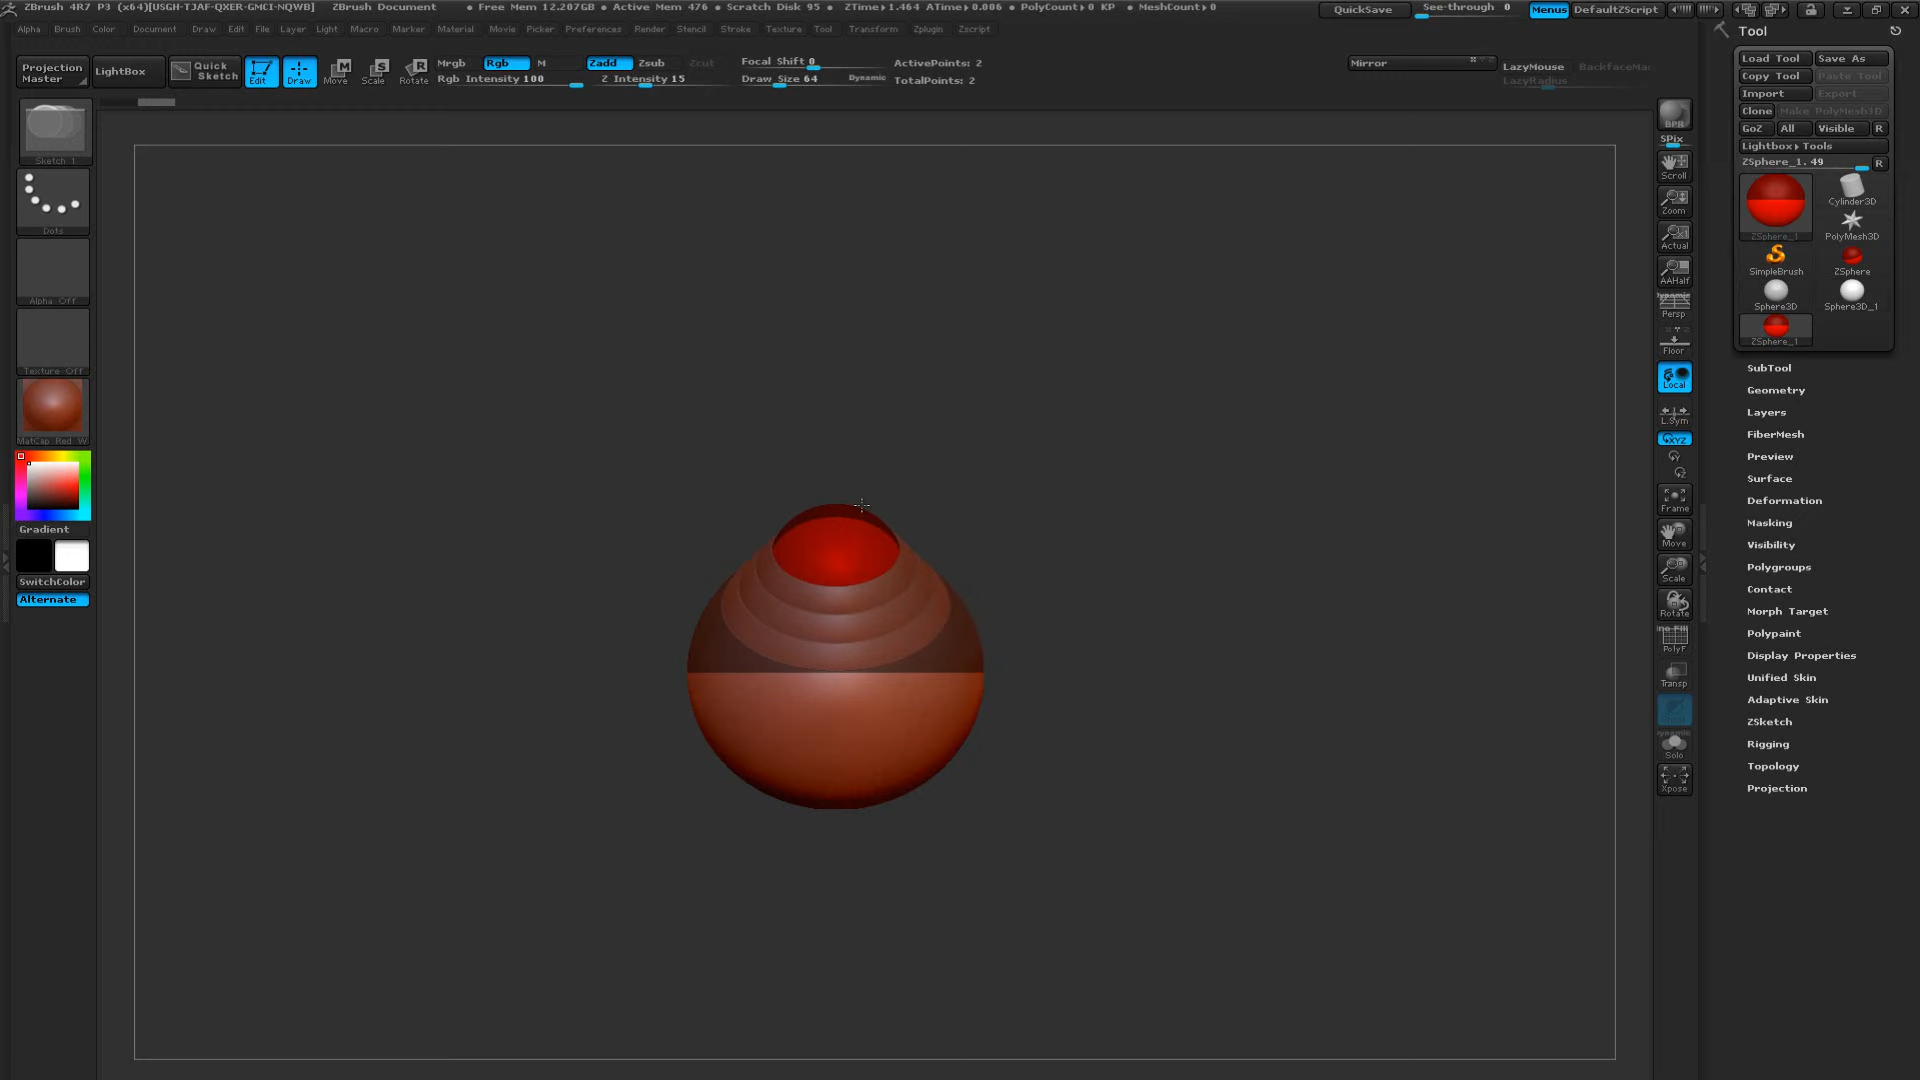 ZBrush 4R7 P3 (x64)[USGH-TJAF-QXER-GMCI-NQWB] ZBrush Document • Free Mem 12.207GB • Active Mem 476 • Scratch Disk 95 • ZTime▸1.464 ATime▸0.006 • PolyCount▸0 KP • MeshCount▸0 QuickSave See-through 0 Menus DefaultZScript
Alpha Brush Color Document Draw Edit File Layer Light Macro Marker Material Movie Picker Preferences Render Stencil Stroke Texture Tool Transform Zplugin Zscript
Projection Master
LightBox
Quick Sketch
Edit
Draw
Move
Scale
Rotate
Mrgb Rgb M
Rgb Intensity 100
Zadd Zsub Zcut
Z Intensity 15
Focal Shift 0
Draw Size 64 Dynamic
ActivePoints: 2
TotalPoints: 2
Mirror
LazyMouse
LazyRadius
Sketch 1
Dots
Alpha Off
Texture Off
MatCap Red W
Gradient
SwitchColor
Alternate
BPR
SPix
Scroll
Zoom
Actual
AAHalf
Persp
Floor
Local
L.Sym
XYZ
Frame
Move
Scale
Rotate
PolyF
Transp
Solo
Xpose
Tool
Load Tool Save As
Copy Tool Paste Tool
Import Export
Clone Make PolyMesh3D
GoZ All Visible R
Lightbox▸Tools
ZSphere_1. 49 R
ZSphere_1 Cylinder3D
PolyMesh3D
SimpleBrush ZSphere
Sphere3D Sphere3D_1
ZSphere_1
SubTool
Geometry
Layers
FiberMesh
Preview
Surface
Deformation
Masking
Visibility
Polygroups
Contact
Morph Target
Polypaint
Display Properties
Unified Skin
Adaptive Skin
ZSketch
Rigging
Topology
Projection